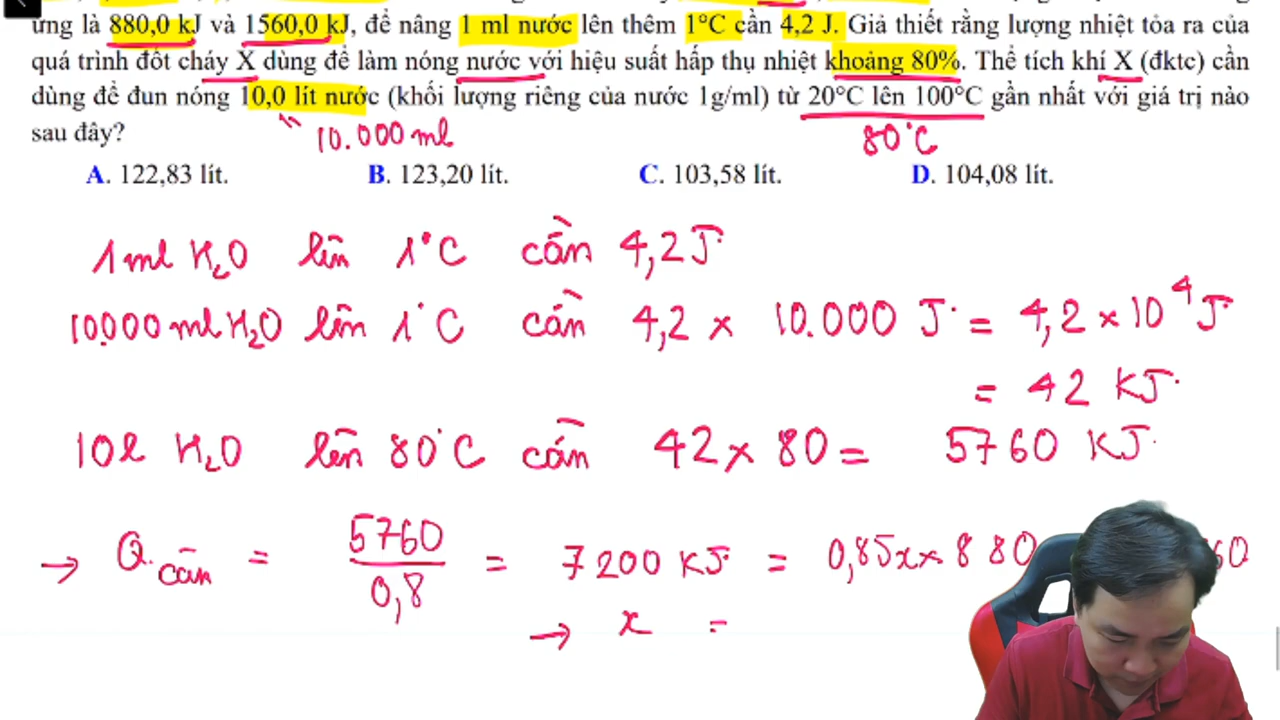 ứng là 880,0 kJ và 1560,0 kJ, để nâng 1 ml nước lên thêm 1°C cần 4,2 J. Giả thiết rằng lượng nhiệt tỏa ra của
quá trình đốt cháy X dùng để làm nóng nước với hiệu suất hấp thụ nhiệt khoảng 80%. Thể tích khí X (đktc) cần
dùng để đun nóng 10,0 lít nước (khối lượng riêng của nước 1g/ml) từ 20°C lên 100°C gần nhất với giá trị nào
sau đây?
10.000 ml 80°C
A. 122,83 lít. B. 123,20 lít. C. 103,58 lít. D. 104,08 lít.
1 ml H₂O lên 1°C cần 4,2 J.
10.000 ml H₂O lên 1°C cần 4,2 × 10.000 J. = 4,2 × 10⁴ J
= 42 KJ.
10l H₂O lên 80°C cần 42 × 80 = 5760 KJ.
→ Q cần = 5760 / 0,8 = 7200 KJ. = 0,85x × 880 60
→ x =